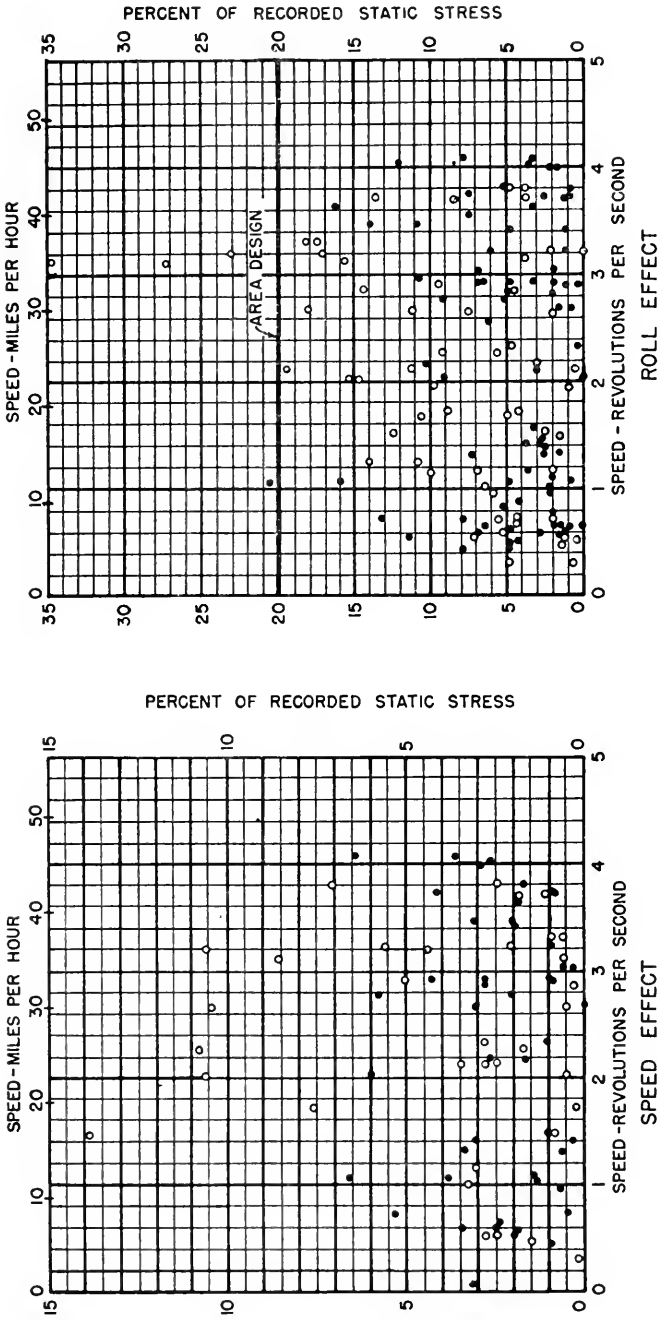 PERCENT OF RECORDED STATIC STRESS
SPEED-MILES PER HOUR
0 10 20 30 40 50
35 30 25 20 15 10 5 0
35 30 25 20 15 10 5 0
AREA DESIGN
0 1 2 3 4 5
SPEED-REVOLUTIONS PER SECOND
ROLL EFFECT
PERCENT OF RECORDED STATIC STRESS
SPEED-MILES PER HOUR
0 10 20 30 40 50
15 10 5 0
15 10 5 0
0 1 2 3 4 5
SPEED-REVOLUTIONS PER SECOND
SPEED EFFECT